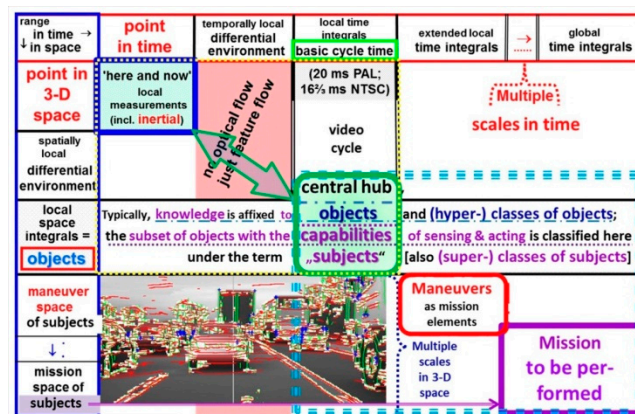 range
in time →
↓ in space
point
in time
temporally local
differential
environment
local time
integrals
basic cycle time
extended local
time integrals
→
......
global
time integrals
point in
3-D
space
'here and now'
local
measurements
(incl. inertial)
no optical flow
just feature flow
(20 ms PAL;
16⅔ ms NTSC)
video
cycle
Multiple
scales in time
spatially
local
differential
environment
central hub
local
space
integrals =
objects
Typically, knowledge is affixed to objects and (hyper-) classes of objects;
the subset of objects with the capabilities of sensing & acting is classified here
under the term „subjects“ [also (super-) classes of subjects]
maneuver
space
of subjects
↓
mission
space of
subjects
Maneuvers
as mission
elements
Multiple
scales
in 3-D
space
Mission
to be per-
formed